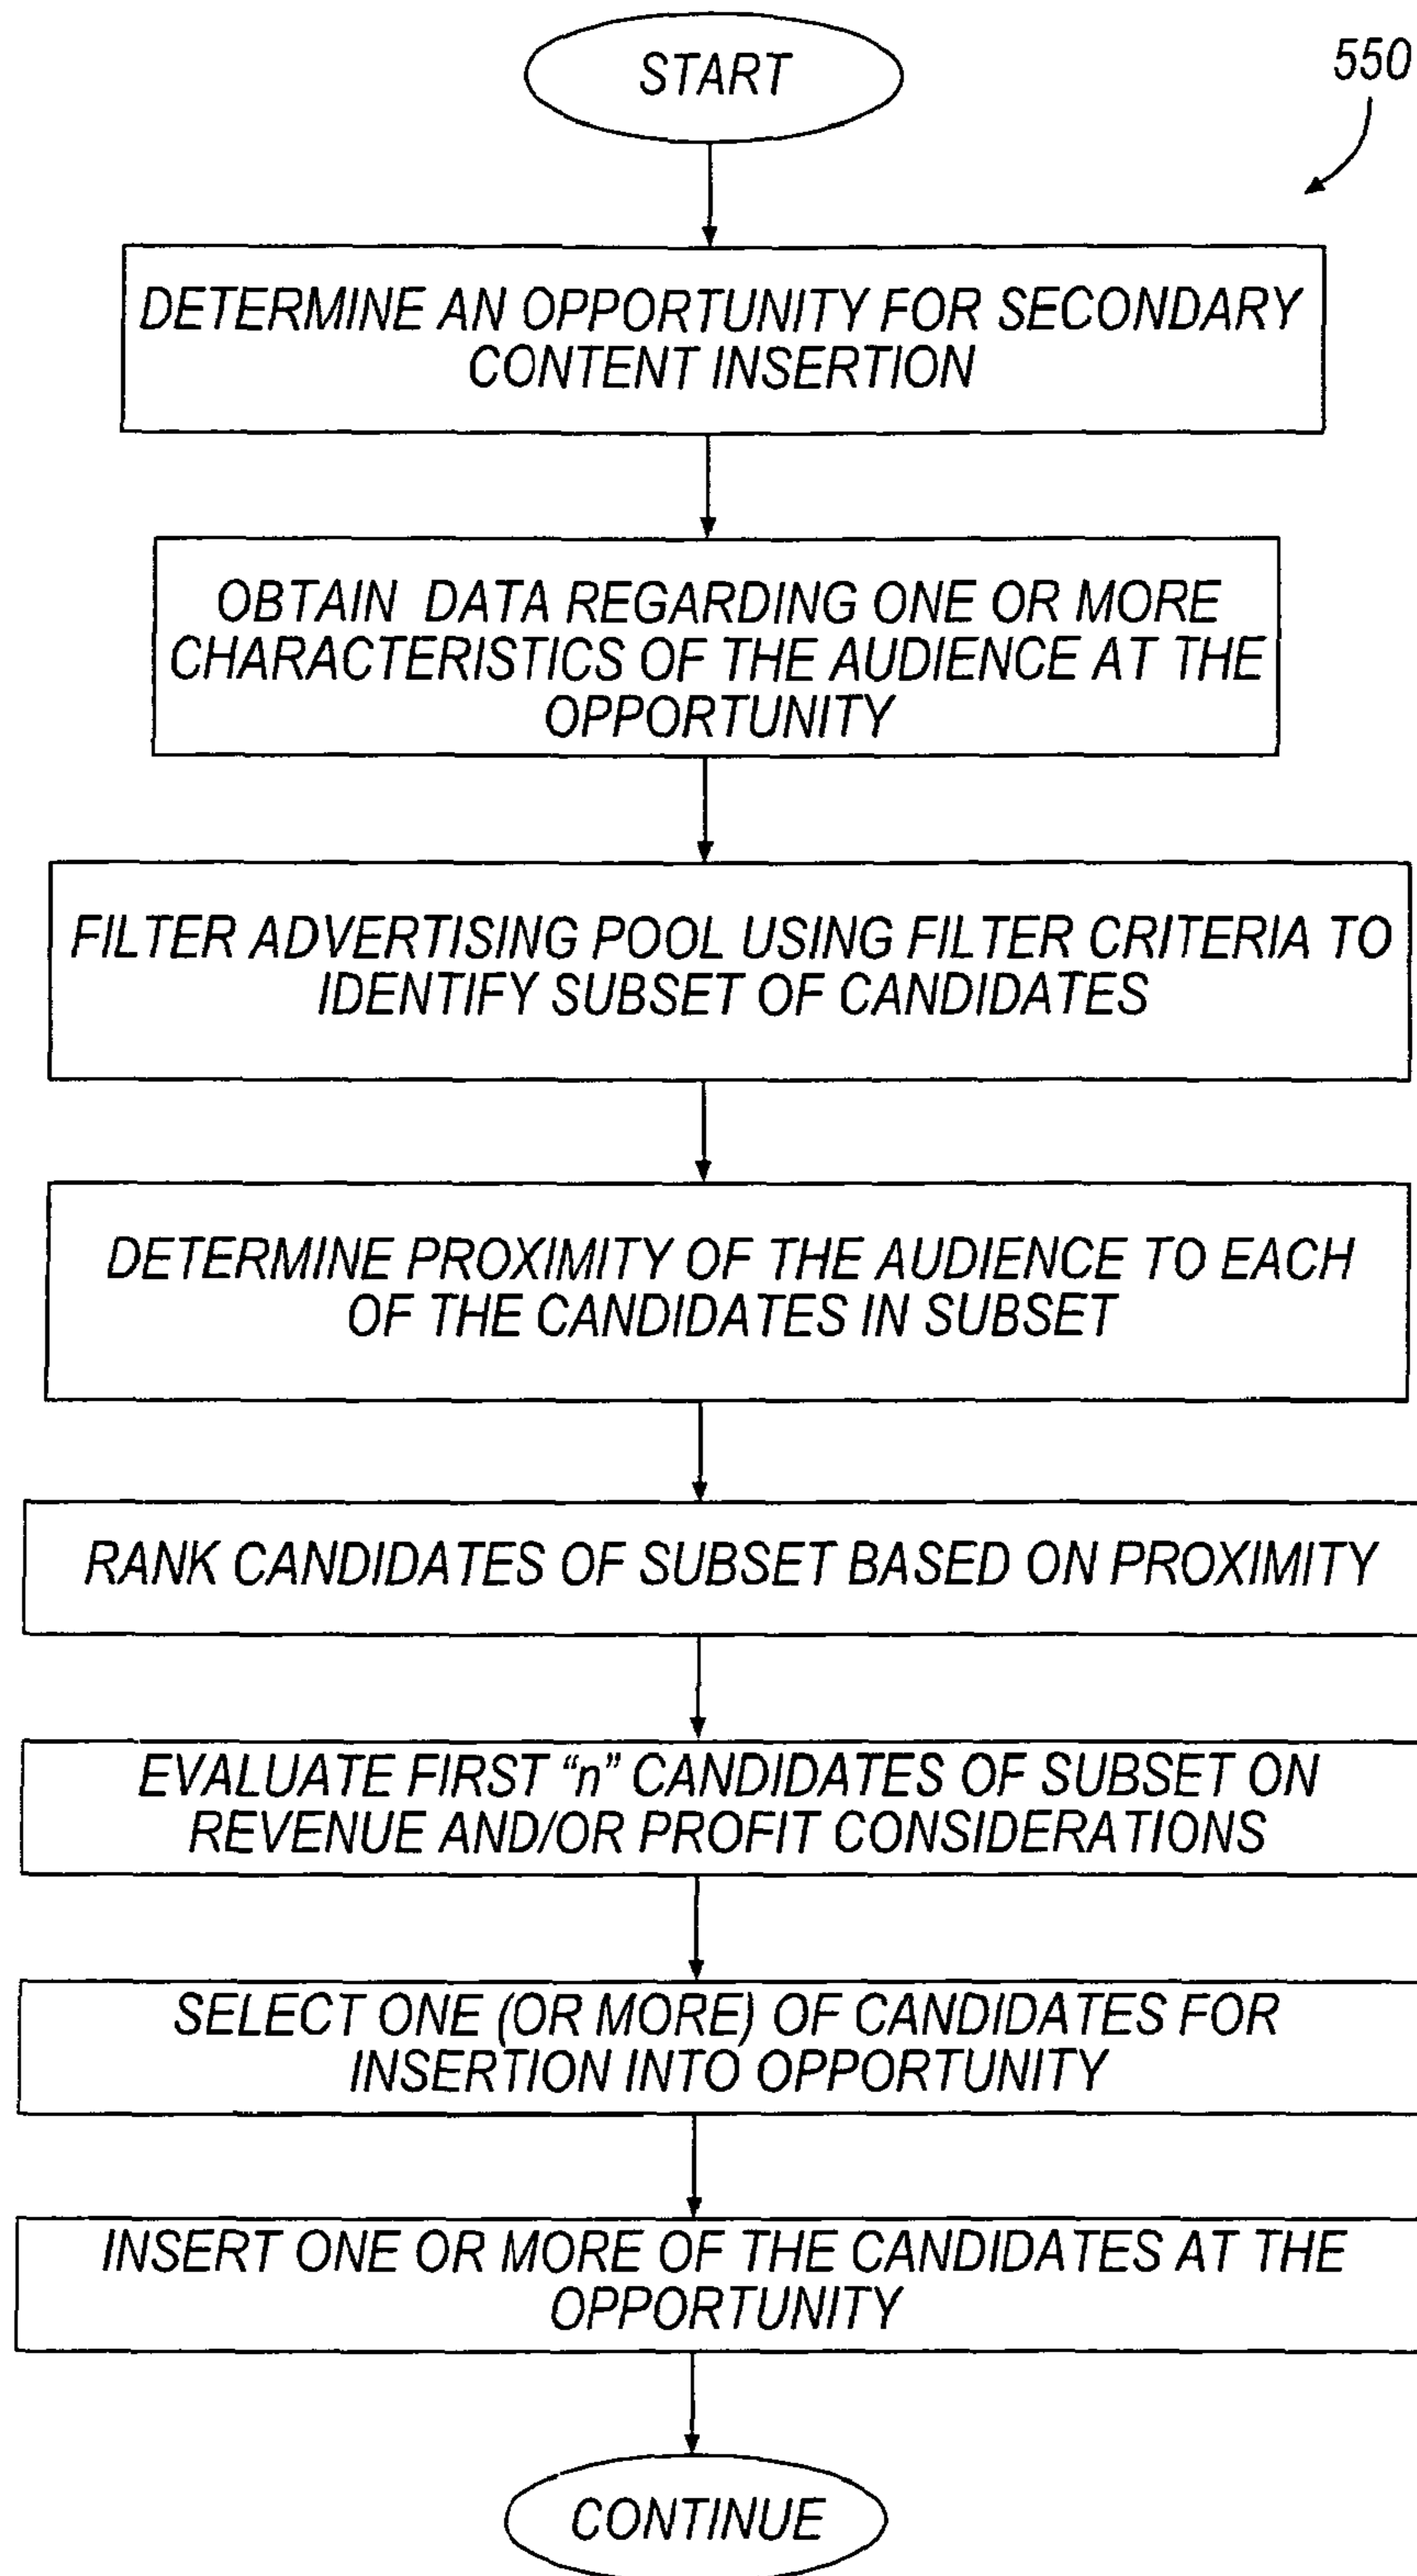 START
550
DETERMINE AN OPPORTUNITY FOR SECONDARY
CONTENT INSERTION
OBTAIN DATA REGARDING ONE OR MORE
CHARACTERISTICS OF THE AUDIENCE AT THE
OPPORTUNITY
FILTER ADVERTISING POOL USING FILTER CRITERIA TO
IDENTIFY SUBSET OF CANDIDATES
DETERMINE PROXIMITY OF THE AUDIENCE TO EACH
OF THE CANDIDATES IN SUBSET
RANK CANDIDATES OF SUBSET BASED ON PROXIMITY
EVALUATE FIRST “n” CANDIDATES OF SUBSET ON
REVENUE AND/OR PROFIT CONSIDERATIONS
SELECT ONE (OR MORE) OF CANDIDATES FOR
INSERTION INTO OPPORTUNITY
INSERT ONE OR MORE OF THE CANDIDATES AT THE
OPPORTUNITY
CONTINUE